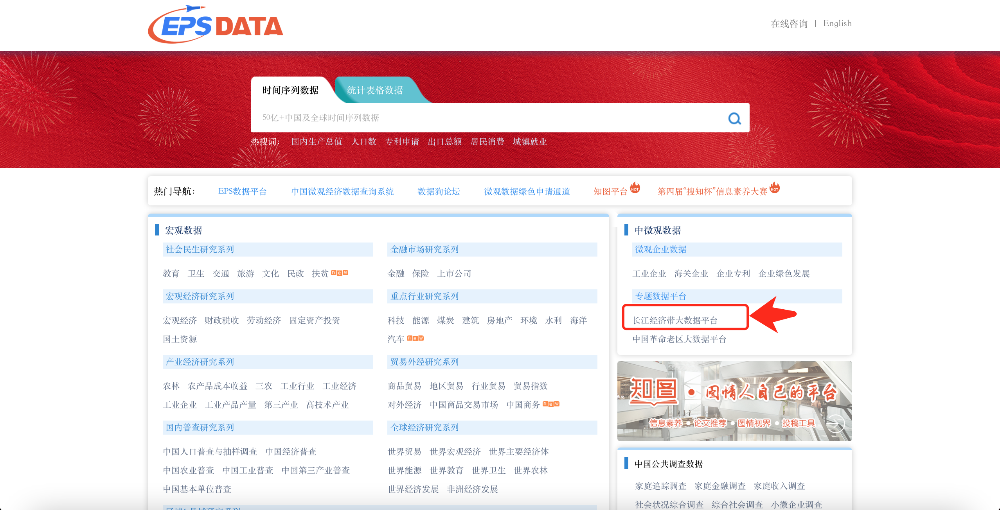 EPS DATA
在线咨询 | English
时间序列数据 统计表格数据
50亿+中国及全球时间序列数据
热搜词： 国内生产总值 人口数 专利申请 出口总额 居民消费 城镇就业
热门导航： EPS数据平台 中国微观经济数据查询系统 数据狗论坛 微观数据绿色申请通道 知图平台 HOT 第四届“搜知杯”信息素养大赛 HOT
宏观数据
社会民生研究系列
教育 卫生 交通 旅游 文化 民政 扶贫 new
宏观经济研究系列
宏观经济 财政税收 劳动经济 固定资产投资
国土资源
产业经济研究系列
农林 农产品成本收益 三农 工业行业 工业经济
工业企业 工业产品产量 第三产业 高技术产业
国内普查研究系列
中国人口普查与抽样调查 中国经济普查
中国农业普查 中国工业普查 中国第三产业普查
中国基本单位普查
金融市场研究系列
金融 保险 上市公司
重点行业研究系列
科技 能源 煤炭 建筑 房地产 环境 水利 海洋
汽车 new
贸易外经研究系列
商品贸易 地区贸易 行业贸易 贸易指数
对外经济 中国商品交易市场 中国商务 new
全球经济研究系列
世界贸易 世界宏观经济 世界主要经济体
世界能源 世界教育 世界卫生 世界农林
世界经济发展 非洲经济发展
中微观数据
微观企业数据
工业企业 海关企业 企业专利 企业绿色发展
专题数据平台
长江经济带大数据平台
中国革命老区大数据平台
知图·图情人自己的平台
信息素养 ● 论文推荐 ● 图情视界 ● 投稿工具
中国公共调查数据
家庭追踪调查 家庭金融调查 家庭收入调查
社会状况综合调查 综合社会调查 小微企业调查